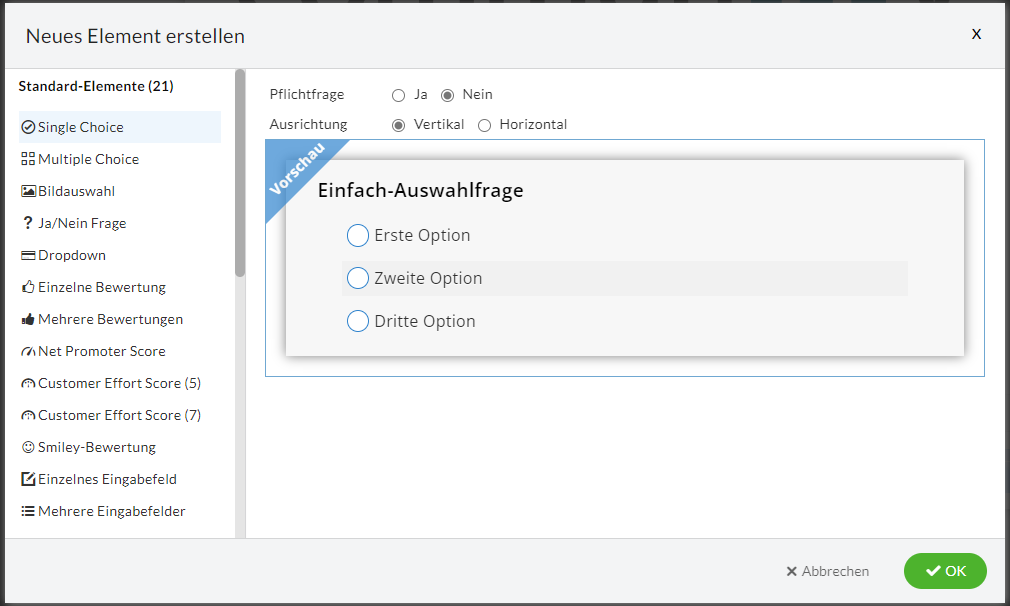 Neues Element erstellen
X
Standard-Elemente (21)
Single Choice
Multiple Choice
Bildauswahl
Ja/Nein Frage
Dropdown
Einzelne Bewertung
Mehrere Bewertungen
Net Promoter Score
Customer Effort Score (5)
Customer Effort Score (7)
Smiley-Bewertung
Einzelnes Eingabefeld
Mehrere Eingabefelder
Pflichtfrage Ja Nein
Ausrichtung Vertikal Horizontal
Vorschau
Einfach-Auswahlfrage
Erste Option
Zweite Option
Dritte Option
Abbrechen OK